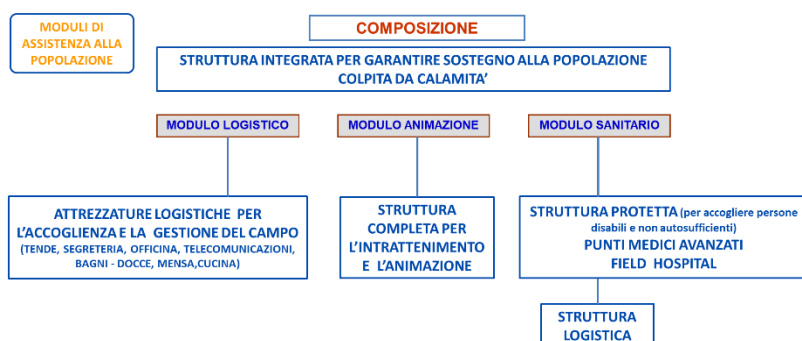 MODULI DI
ASSISTENZA ALLA
POPOLAZIONE
COMPOSIZIONE
STRUTTURA INTEGRATA PER GARANTIRE SOSTEGNO ALLA POPOLAZIONE
COLPITA DA CALAMITA’
MODULO LOGISTICO
MODULO ANIMAZIONE
MODULO SANITARIO
ATTREZZATURE LOGISTICHE PER
L’ACCOGLIENZA E LA GESTIONE DEL CAMPO
(TENDE, SEGRETERIA, OFFICINA, TELECOMUNICAZIONI,
BAGNI - DOCCE, MENSA,CUCINA)
STRUTTURA
COMPLETA PER
L’INTRATTENIMENTO
E L’ANIMAZIONE
STRUTTURA PROTETTA (per accogliere persone
disabili e non autosufficienti)
PUNTI MEDICI AVANZATI
FIELD HOSPITAL
STRUTTURA
LOGISTICA